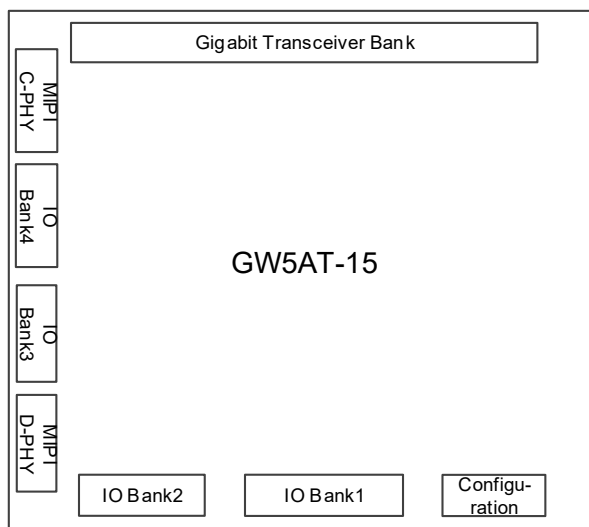 Gigabit Transceiver Bank
MIPI
C-PHY
IO
Bank4
GW5AT-15
IO
Bank3
MIPI
D-PHY
IO Bank2
IO Bank1
Configu-
ration